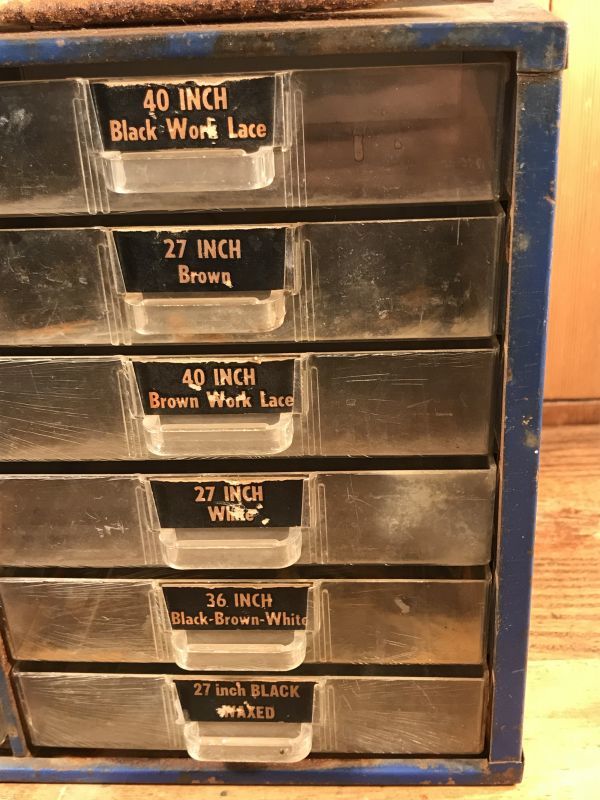 40 INCH
Black Work Lace
27 INCH
Brown
40 INCH
Brown Work Lace
27 INCH
White
36 INCH
Black-Brown-White
27 inch BLACK
WAXED